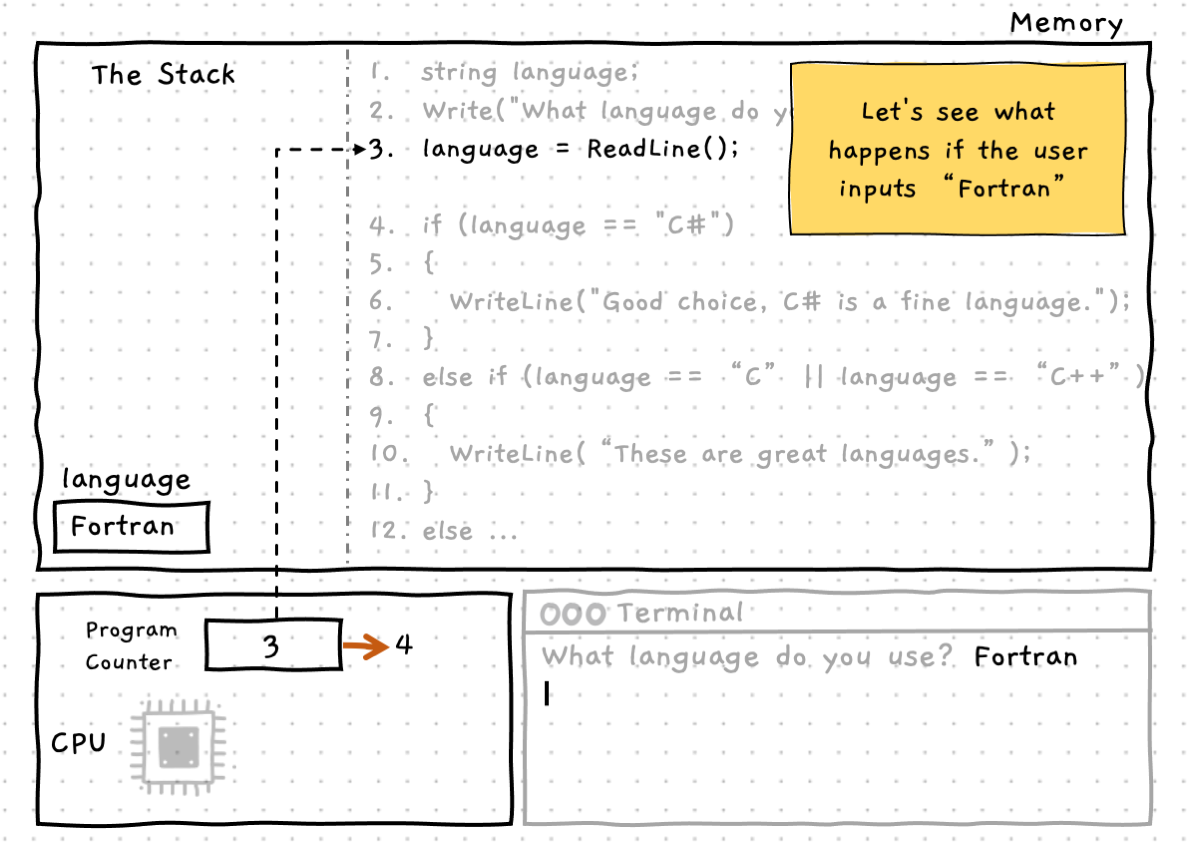 Memory
The Stack
1. string language;
2. Write("What language do y
3. language = ReadLine();
4. if (language == "C#")
5. {
6. WriteLine("Good choice, C# is a fine language.");
7. }
8. else if (language == “C” || language == “C++” )
9. {
10. WriteLine( “These are great languages.” );
11. }
12. else ...
Let's see what
happens if the user
inputs “Fortran”
language
Fortran
Program
Counter
3
4
CPU
Terminal
What language do you use? Fortran